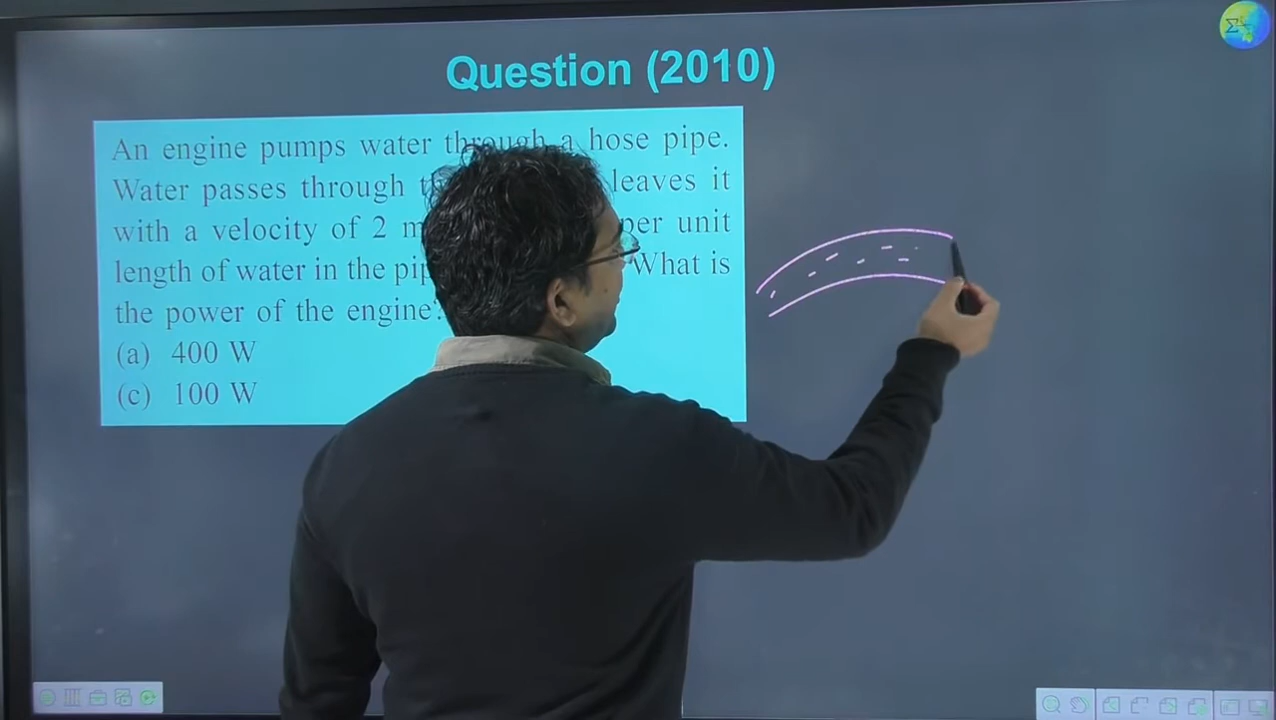 Question (2010)
An engine pumps water through a hose pipe.
Water passes through leaves it
with a velocity of 2 per unit
length of water in the What is
the power of the engine?
(a) 400 W
(c) 100 W